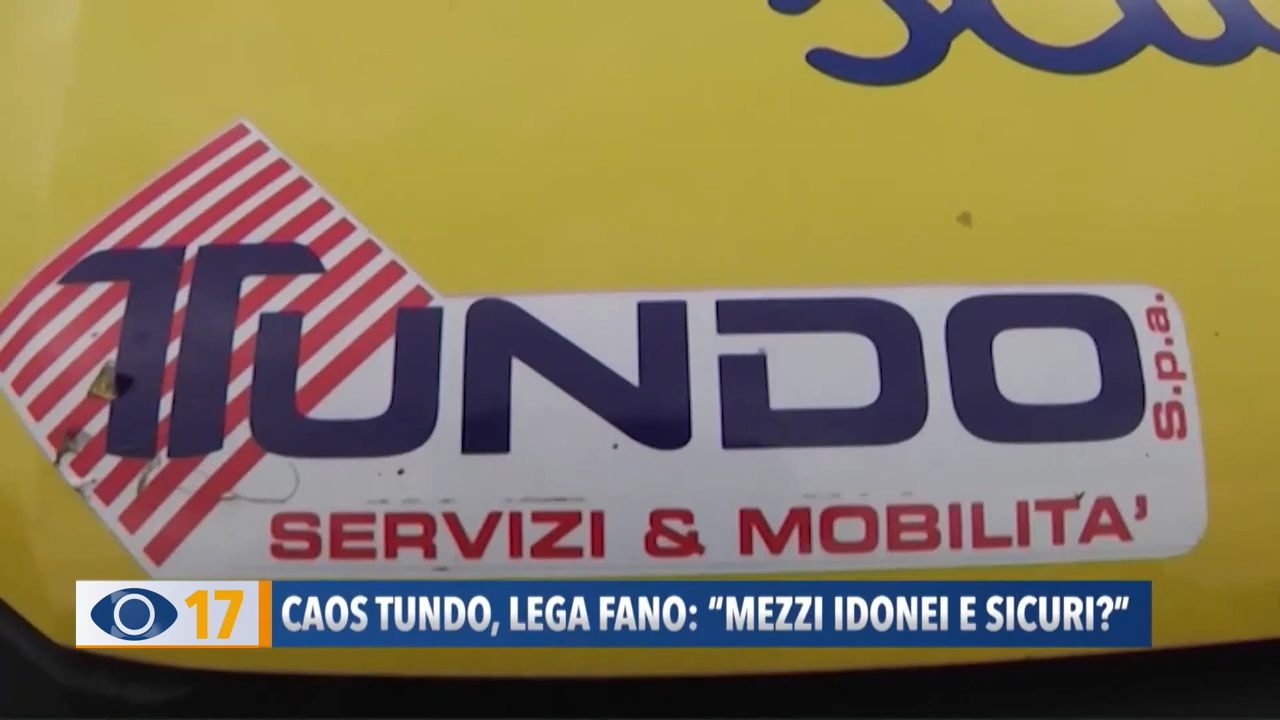 TUNDO
S.p.a.
SERVIZI & MOBILITA'
17
CAOS TUNDO, LEGA FANO: “MEZZI IDONEI E SICURI?”